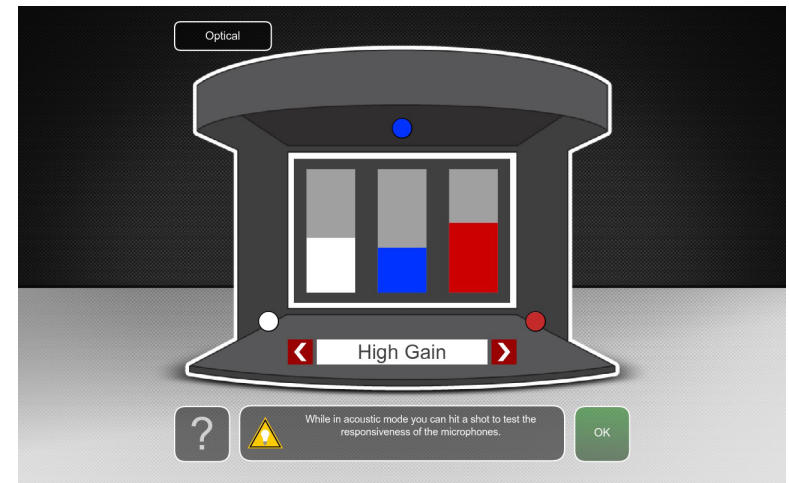 Optical
High Gain
?
While in acoustic mode you can hit a shot to test the
responsiveness of the microphones.
OK